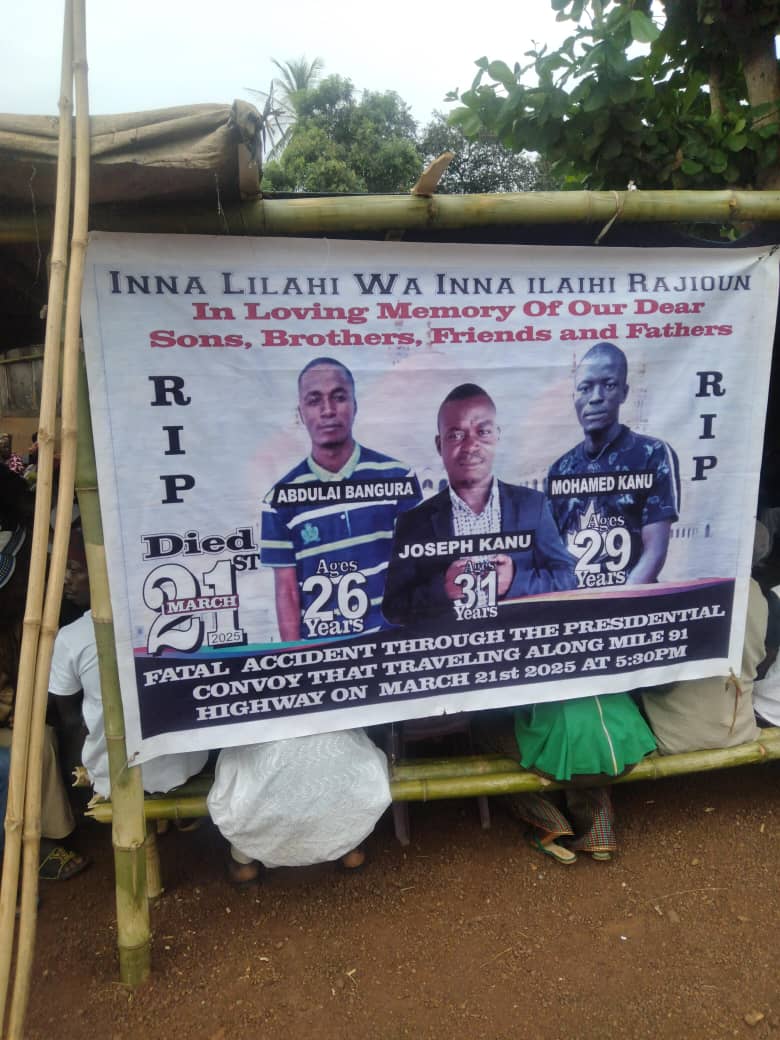 INNA LILAHI WA INNA ILAIHI RAJIOUN
In Loving Memory Of Our Dear
Sons, Brothers, Friends and Fathers
RIP
RIP
ABDULAI BANGURA
Ages
26
Years
JOSEPH KANU
Ages
31
Years
MOHAMED KANU
Ages
29
Years
Died
21ST
MARCH
2025
FATAL ACCIDENT THROUGH THE PRESIDENTIAL
CONVOY THAT TRAVELING ALONG MILE 91
HIGHWAY ON MARCH 21st 2025 AT 5:30PM